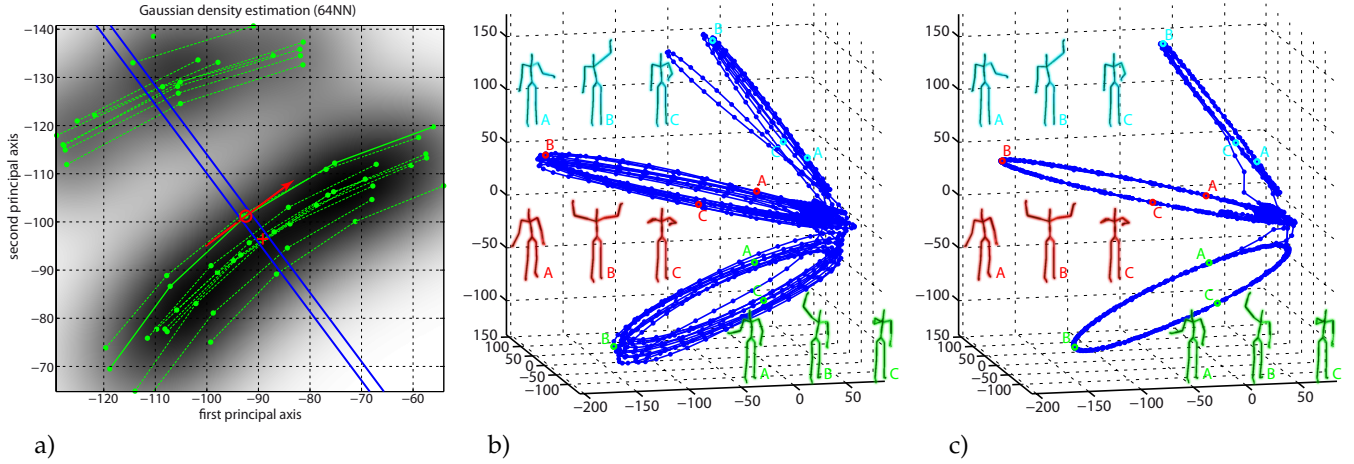 Gaussian density estimation (64NN)
second principal axis
−140
−130
−120
−110
−100
−90
−80
−70
−120 −110 −100 −90 −80 −70 −60
first principal axis
a)
150
100
50
0
−50
−100
150
100
50
0
−50
−100
−200 −150 −100 −50 0 50
B
A B C
C A
B
A
C
A B C
A
C
B
A B C
b)
150
100
50
0
−50
−100
150
100
50
0
−50
−100
−200 −150 −100 −50 0 50
B
A B C
C A
B
A
C
A B C
A
C
B
A B C
c)